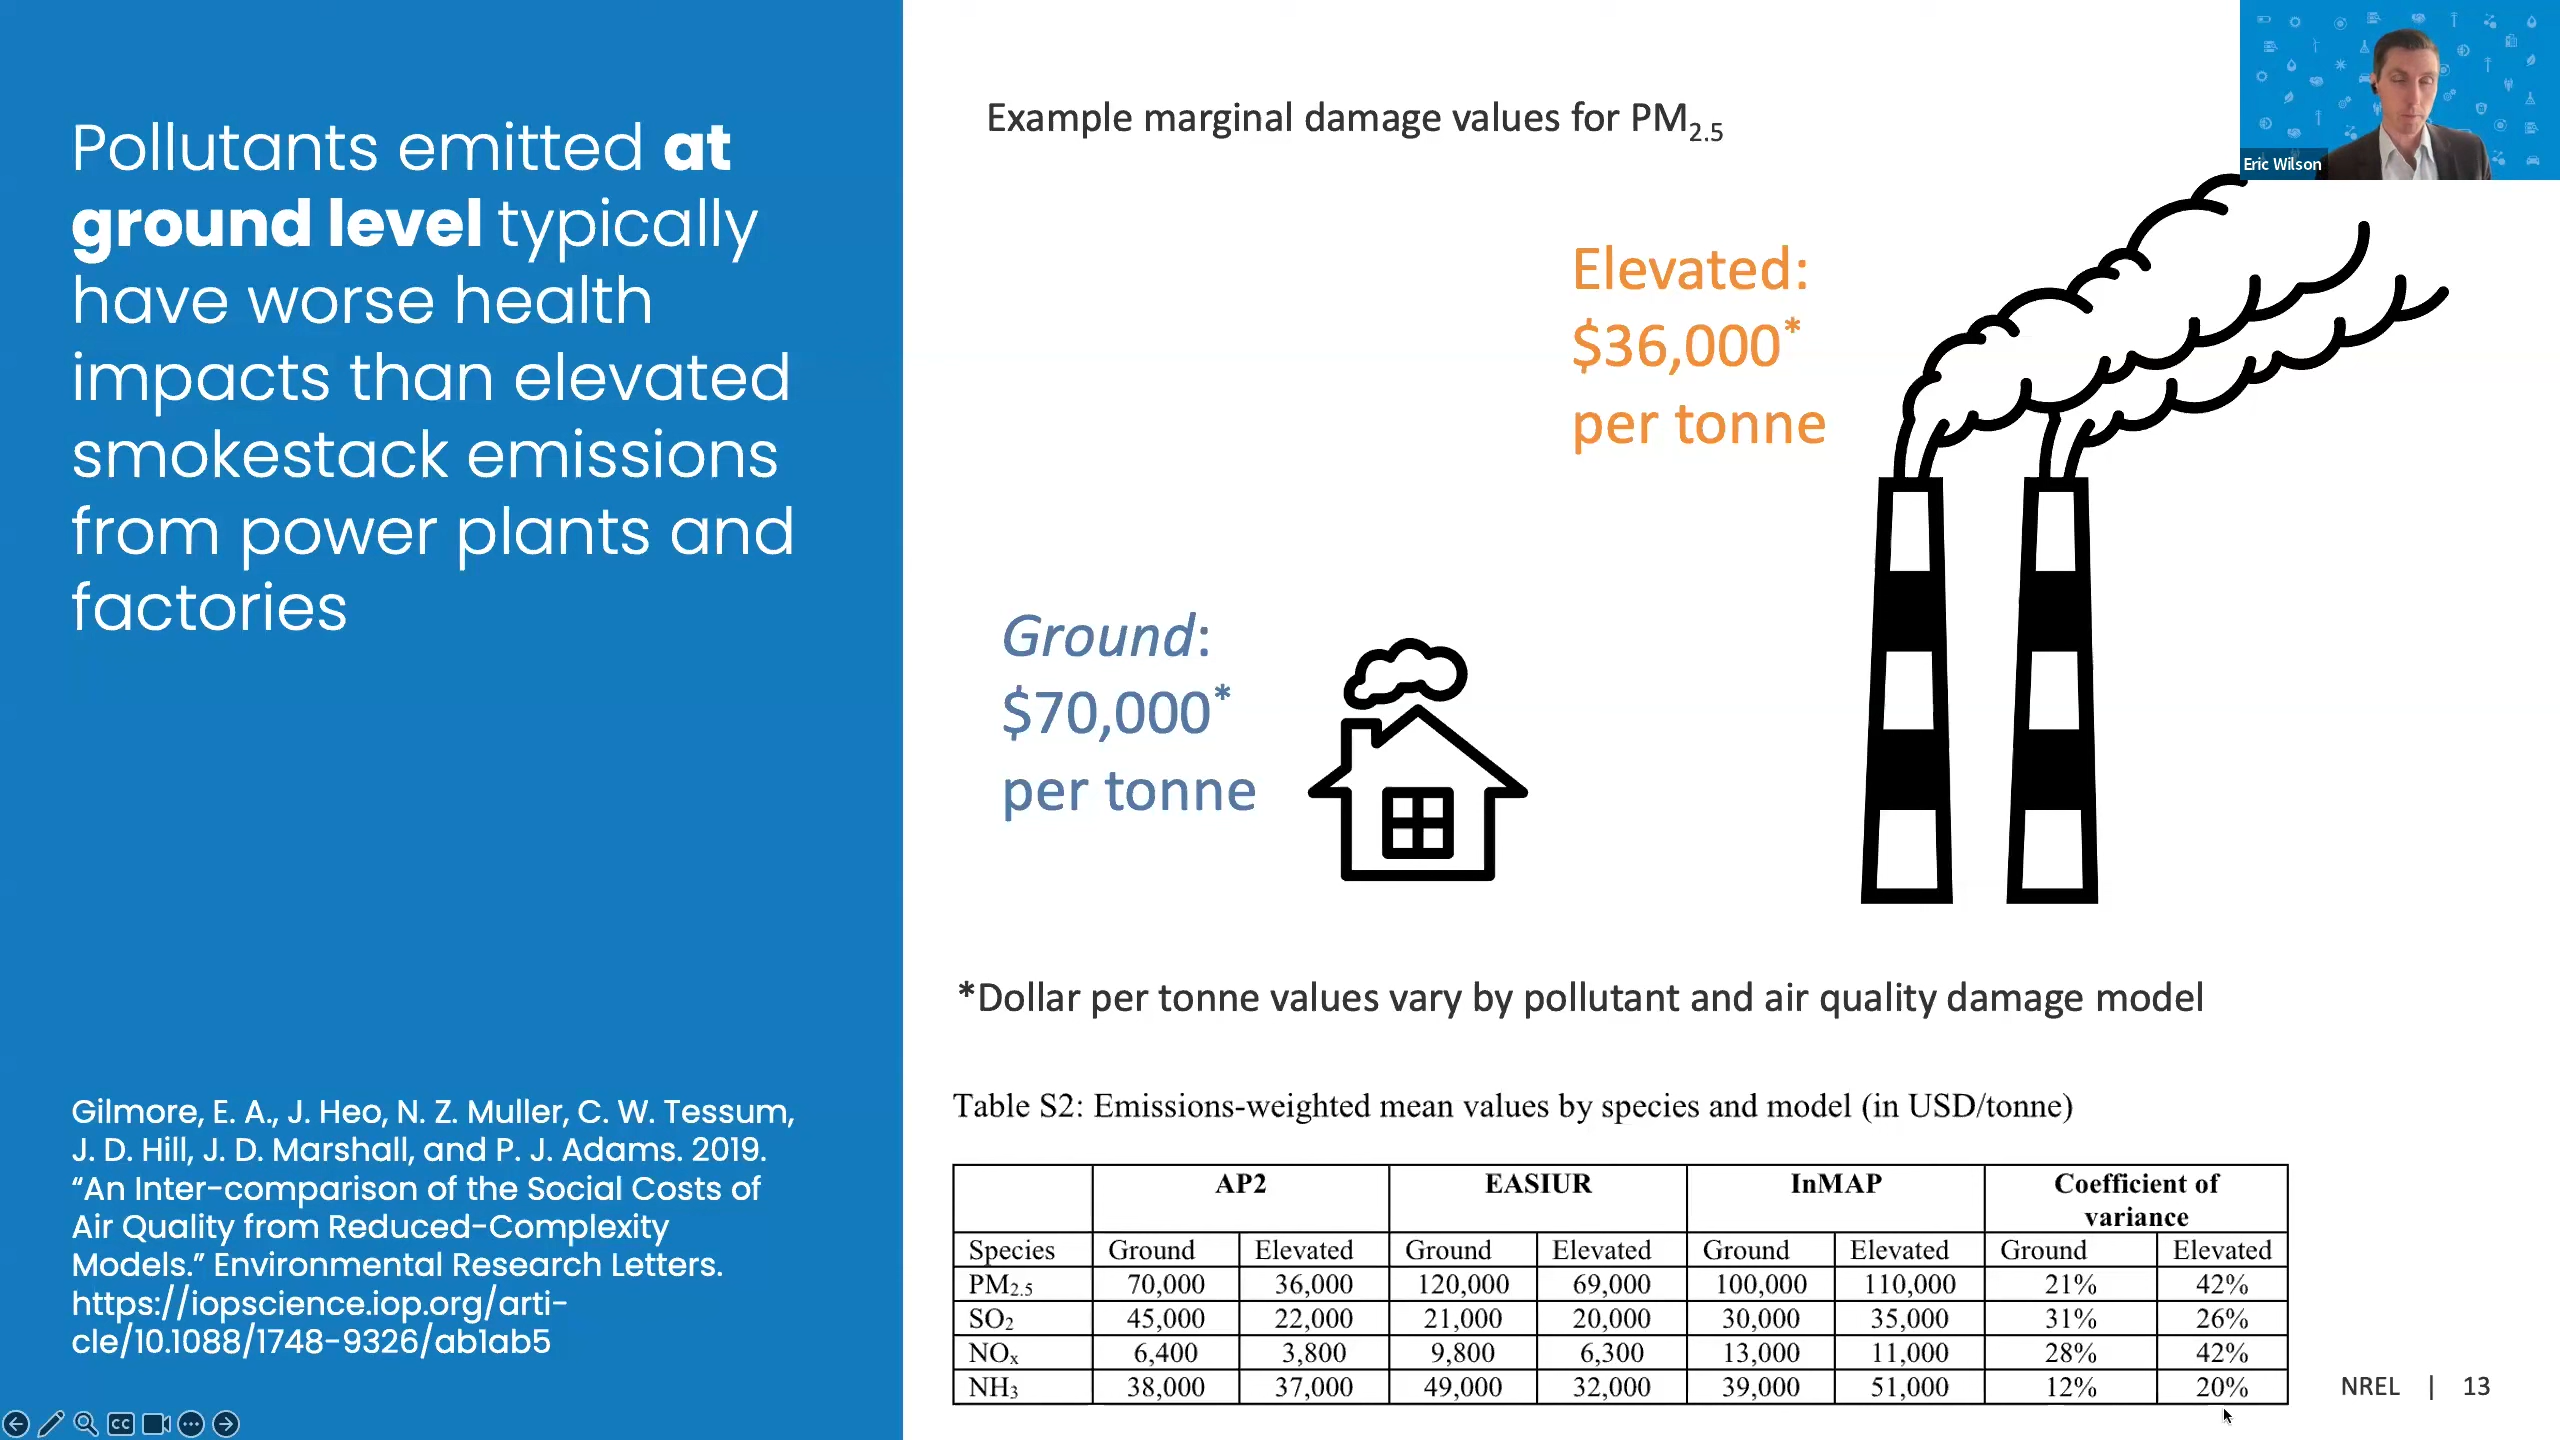 Pollutants emitted at
ground level typically
have worse health
impacts than elevated
smokestack emissions
from power plants and
factories
Gilmore, E. A., J. Heo, N. Z. Muller, C. W. Tessum,
J. D. Hill, J. D. Marshall, and P. J. Adams. 2019.
“An Inter-comparison of the Social Costs of
Air Quality from Reduced-Complexity
Models.” Environmental Research Letters.
https://iopscience.iop.org/arti-
cle/10.1088/1748-9326/ab1ab5
CC
Example marginal damage values for PM2.5
Eric Wilson
Elevated:
$36,000*
per tonne
Ground:
$70,000*
per tonne
*Dollar per tonne values vary by pollutant and air quality damage model
Table S2: Emissions-weighted mean values by species and model (in USD/tonne)
AP2 EASIUR InMAP Coefficient of
variance
Species Ground Elevated Ground Elevated Ground Elevated Ground Elevated
PM2.5 70,000 36,000 120,000 69,000 100,000 110,000 21% 42%
SO2 45,000 22,000 21,000 20,000 30,000 35,000 31% 26%
NOx 6,400 3,800 9,800 6,300 13,000 11,000 28% 42%
NH3 38,000 37,000 49,000 32,000 39,000 51,000 12% 20%
NREL | 13